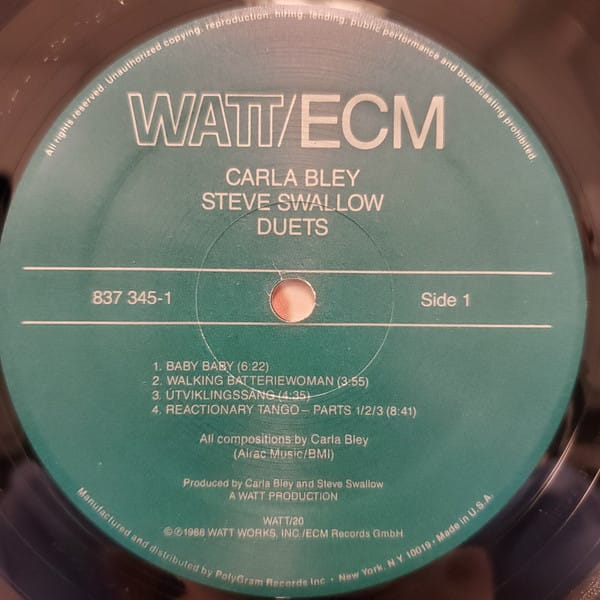 All rights reserved. Unauthorized copying, reproduction, hiring, lending, public performance and broadcasting prohibited.
WATT/ECM
CARLA BLEY
STEVE SWALLOW
DUETS
837 345-1
Side 1
1. BABY BABY (6:22)
2. WALKING BATTERIEWOMAN (3:55)
3. ÚTVIKLINGSSANG (4:35)
4. REACTIONARY TANGO – PARTS 1/2/3 (8:41)
All compositions by Carla Bley
(Alrac Music/BMI)
Produced by Carla Bley and Steve Swallow
A WATT PRODUCTION
WATT/20
©℗1988 WATT WORKS, INC./ECM Records GmbH
Manufactured and distributed by PolyGram Records Inc • New York, N Y 10019 • Made in U.S.A.